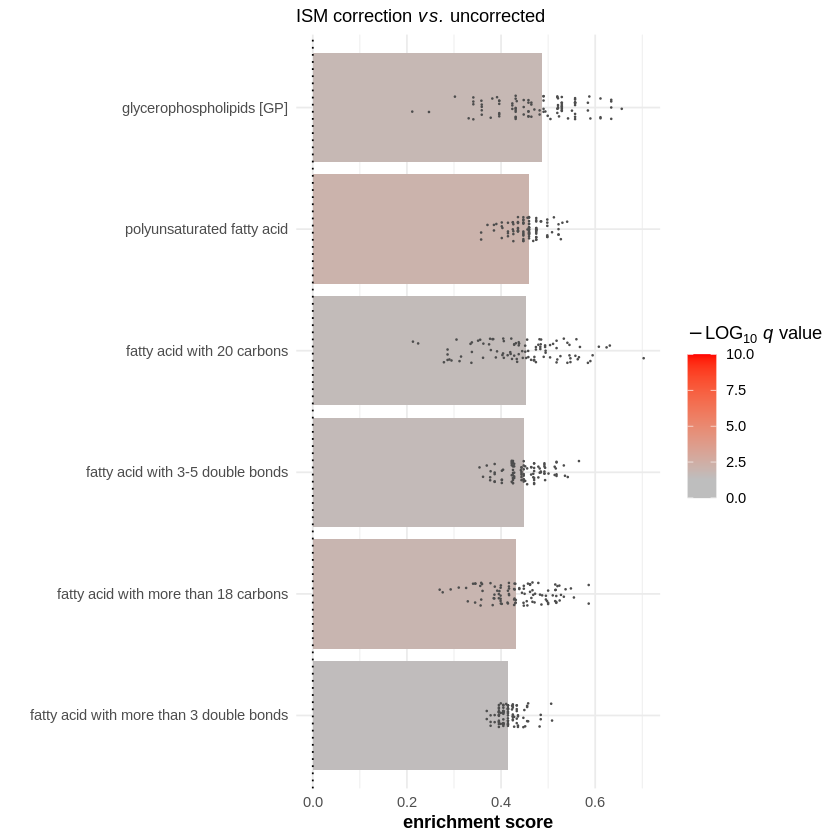 ISM correction vs. uncorrected
glycerophospholipids [GP]
polyunsaturated fatty acid
fatty acid with 20 carbons
fatty acid with 3-5 double bonds
fatty acid with more than 18 carbons
fatty acid with more than 3 double bonds
0.0 0.2 0.4 0.6
enrichment score
−LOG10 q value
10.0
7.5
5.0
2.5
0.0